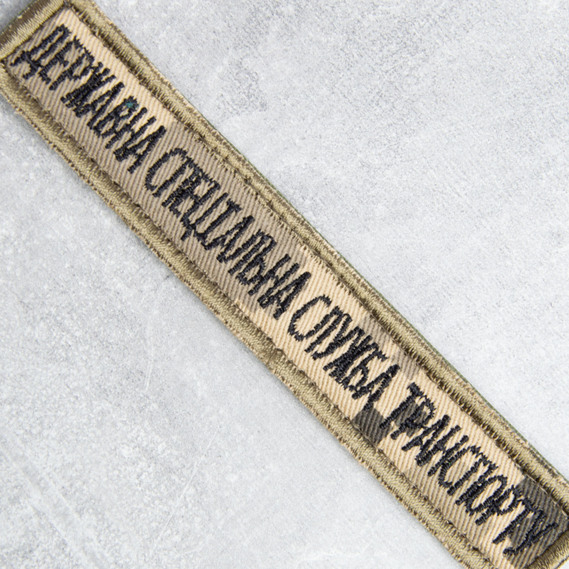 ДЕРЖАВНА СПЕЦІАЛЬНА СЛУЖБА ТРАНСПОРТУ